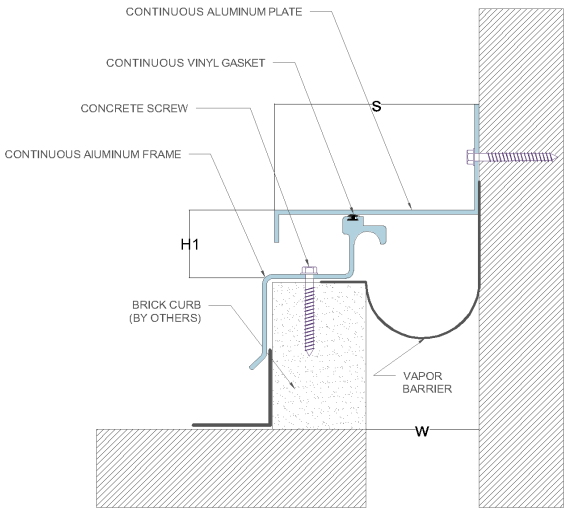 CONTINUOUS ALUMINUM PLATE
CONTINUOUS VINYL GASKET
CONCRETE SCREW
S
CONTINUOUS AIUMINUM FRAME
H1
BRICK CURB
(BY OTHERS)
VAPOR
BARRIER
W